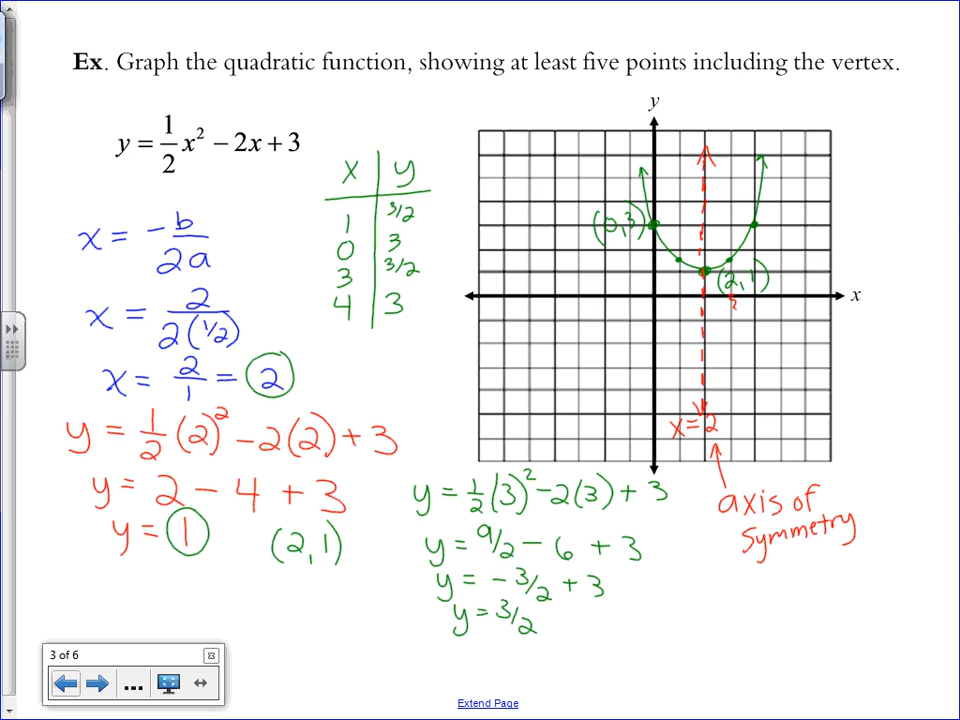 Ex. Graph the quadratic function, showing at least five points including the vertex.
y = 1/2 x² − 2x + 3
x | y
1 | 3/2
0 | 3
3 | 3/2
4 | 3
x = -b/2a
x = 2/2(1/2)
x = 2/1 = 2
y = 1/2 (2)² - 2(2) + 3
y = 2 - 4 + 3
y = 1
(2,1)
y
x
(0,3)
(2,1)
x=2
axis of
symmetry
y = 1/2 (3)² - 2(3) + 3
y = 9/2 - 6 + 3
y = - 3/2 + 3
y = 3/2
3 of 6
...
Extend Page